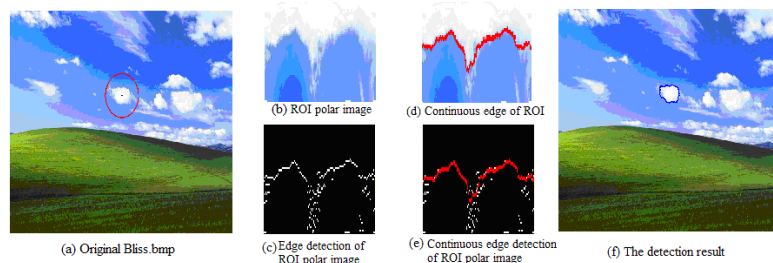 (a) Original Bliss.bmp
(b) ROI polar image
(c) Edge detection of
ROI polar image
(d) Continuous edge of ROI
(e) Continuous edge detection
of ROI polar image
(f) The detection result